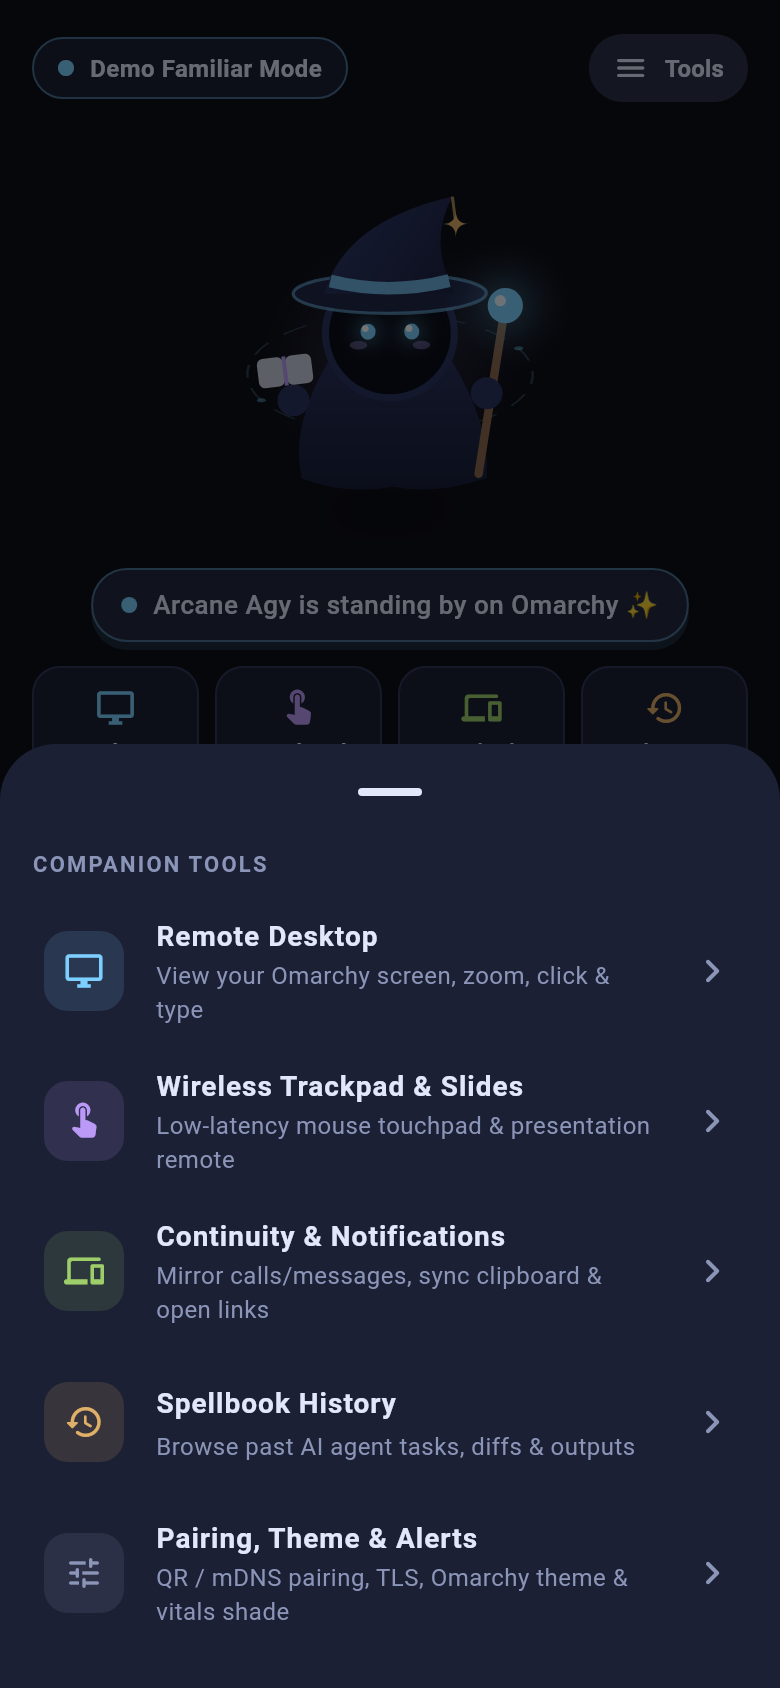 Demo Familiar Mode
Tools
Arcane Agy is standing by on Omarchy ✨
COMPANION TOOLS
Remote Desktop
View your Omarchy screen, zoom, click &
type
Wireless Trackpad & Slides
Low-latency mouse touchpad & presentation
remote
Continuity & Notifications
Mirror calls/messages, sync clipboard &
open links
Spellbook History
Browse past AI agent tasks, diffs & outputs
Pairing, Theme & Alerts
QR / mDNS pairing, TLS, Omarchy theme &
vitals shade